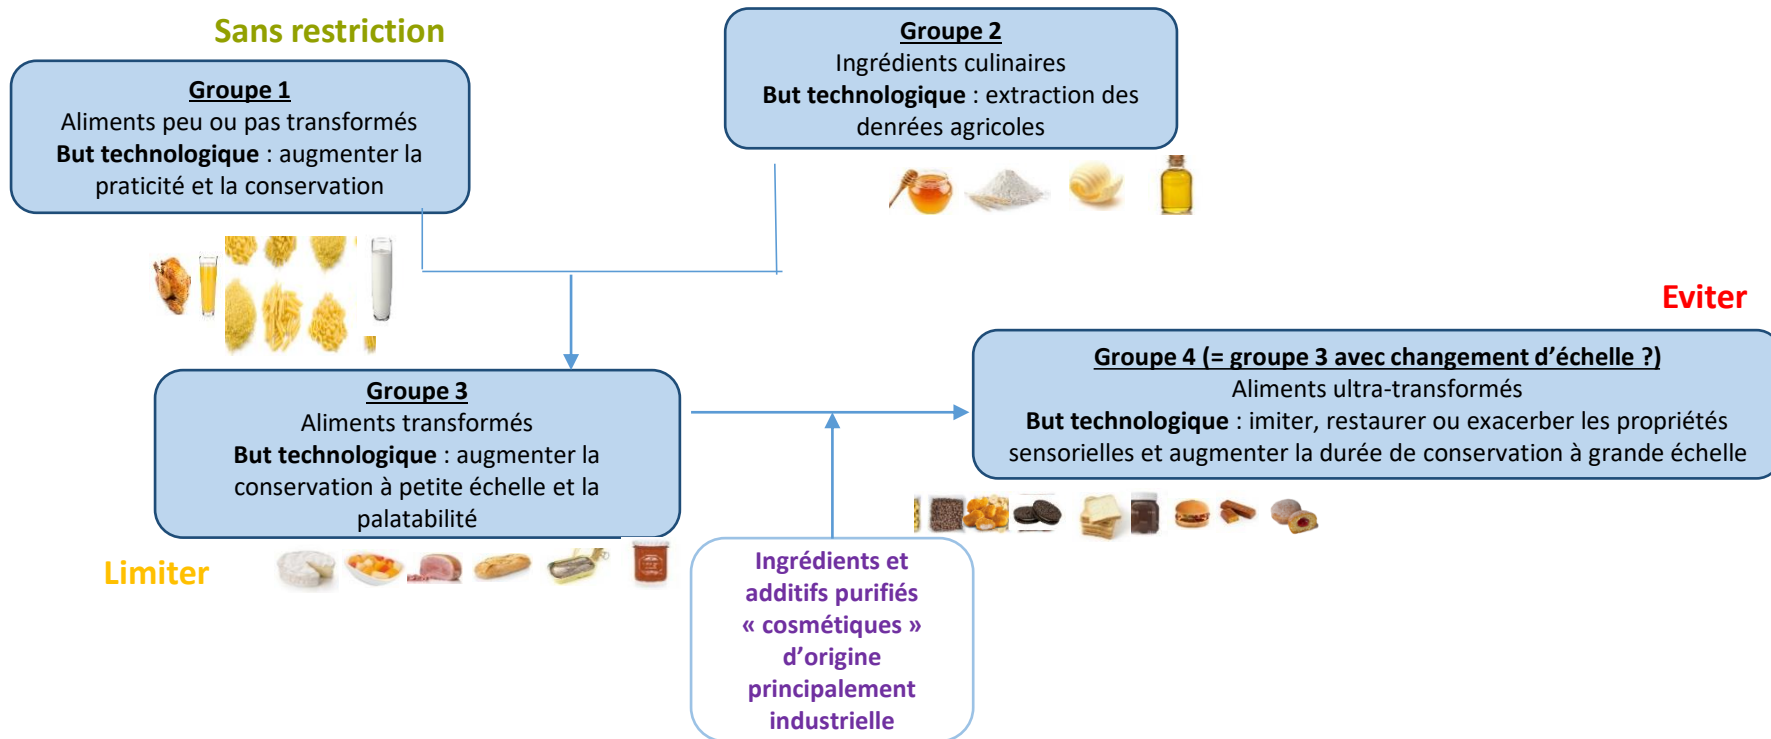 Sans restriction
Groupe 1
Aliments peu ou pas transformés
But technologique : augmenter la
praticité et la conservation
Groupe 2
Ingrédients culinaires
But technologique : extraction des
denrées agricoles
Eviter
Groupe 3
Aliments transformés
But technologique : augmenter la
conservation à petite échelle et la
palatabilité
Limiter
Groupe 4 (= groupe 3 avec changement d’échelle ?)
Aliments ultra-transformés
But technologique : imiter, restaurer ou exacerber les propriétés
sensorielles et augmenter la durée de conservation à grande échelle
Ingrédients et
additifs purifiés
« cosmétiques »
d’origine
principalement
industrielle